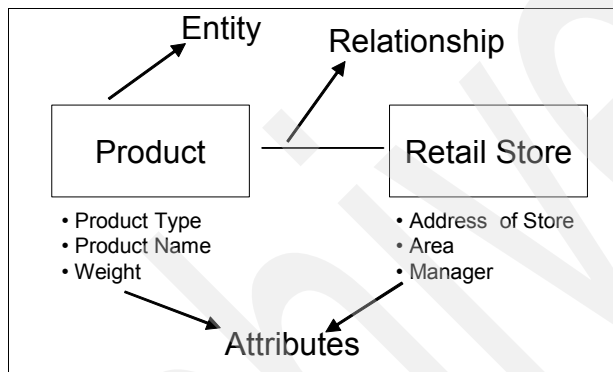 Entity
Relationship
Product
Retail Store
• Product Type
• Product Name
• Weight
• Address of Store
• Area
• Manager
Attributes